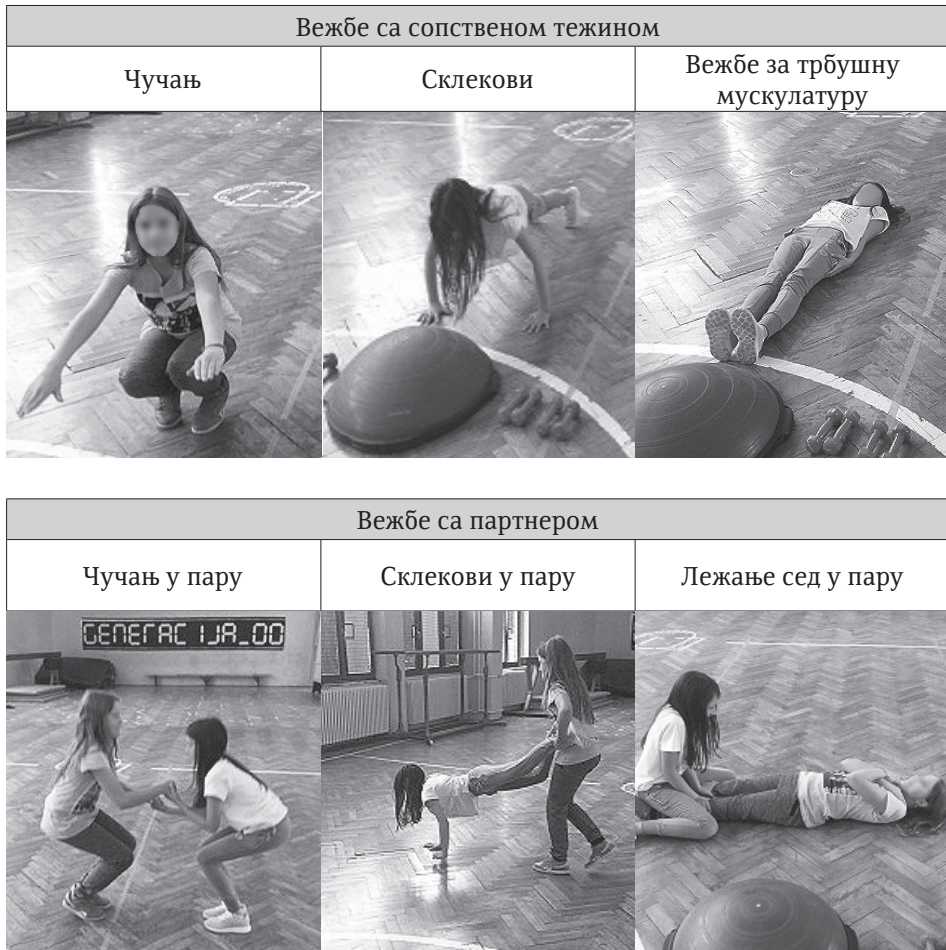 Вежбе са сопственом тежином
Чучањ
Склекови
Вежбе за трбушну
мускулатуру
Вежбе са партнером
Чучањ у пару
Склекови у пару
Лежање сед у пару
GENERACIJA_00